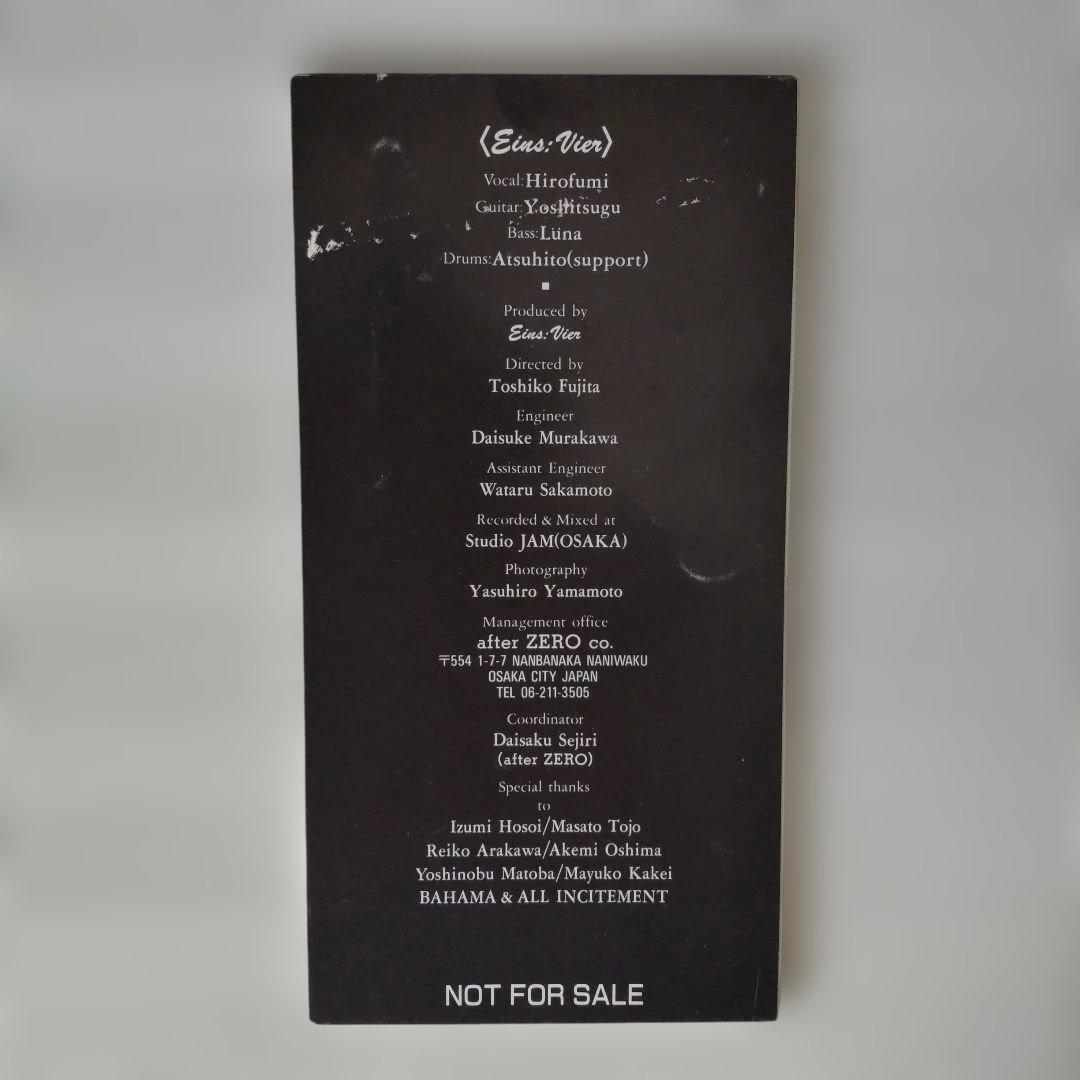 〈Eins:Vier〉
Vocal:Hirofumi
Guitar:Yoshitsugu
Bass:Luna
Drums:Atsuhito(support)
■
Produced by
Eins:Vier
Directed by
Toshiko Fujita
Engineer
Daisuke Murakawa
Assistant Engineer
Wataru Sakamoto
Recorded & Mixed at
Studio JAM(OSAKA)
Photography
Yasuhiro Yamamoto
Management office
after ZERO co.
〒554 1-7-7 NANBANAKA NANIWAKU
OSAKA CITY JAPAN
TEL 06-211-3505
Coordinator
Daisaku Sejiri
(after ZERO)
Special thanks
to
Izumi Hosoi/Masato Tojo
Reiko Arakawa/Akemi Oshima
Yoshinobu Matoba/Mayuko Kakei
BAHAMA & ALL INCITEMENT
NOT FOR SALE